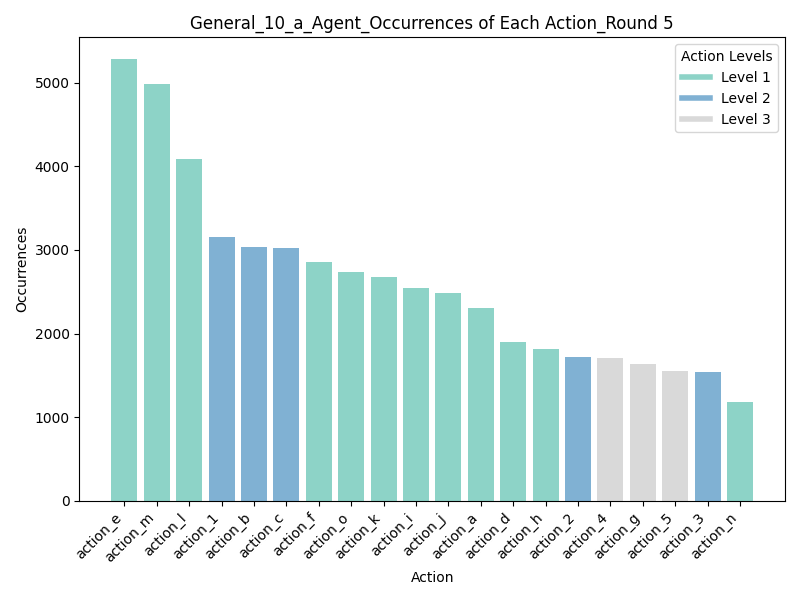 General_10_a_Agent_Occurrences of Each Action_Round 5
Action Levels
Level 1
Level 2
Level 3
Occurrences
5000
4000
3000
2000
1000
0
action_e
action_m
action_l
action_1
action_b
action_c
action_f
action_o
action_k
action_i
action_j
action_a
action_d
action_h
action_2
action_4
action_g
action_5
action_3
action_n
Action